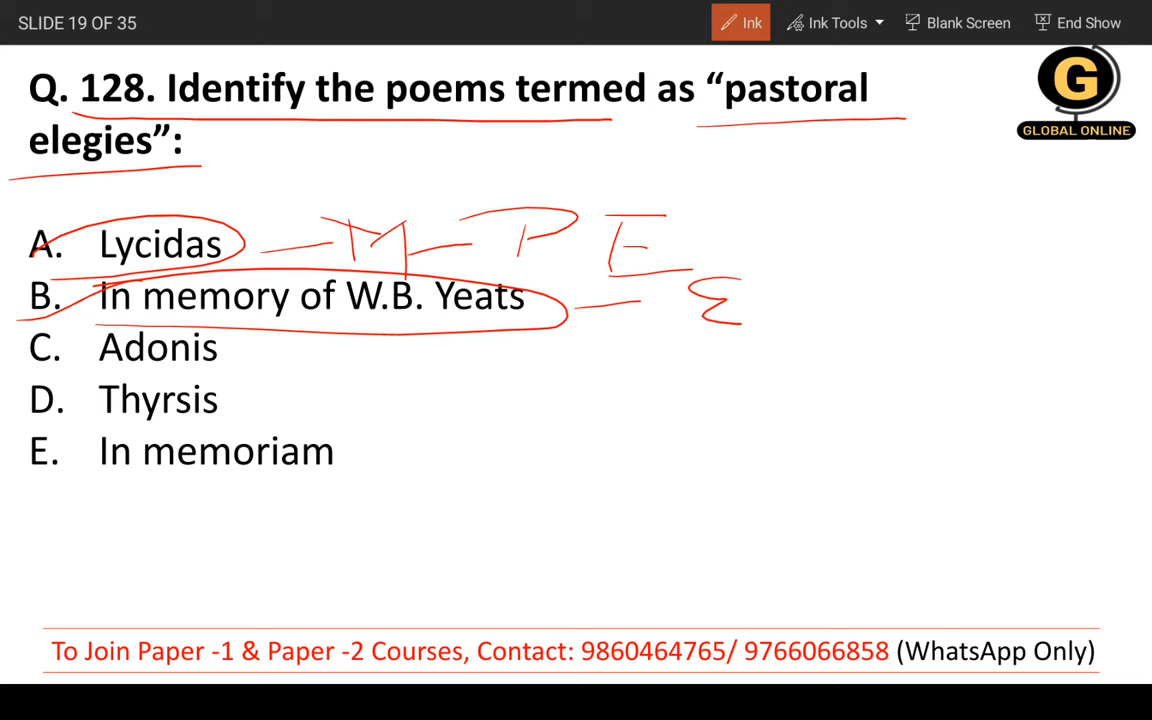 SLIDE 19 OF 35
Ink
Ink Tools
Blank Screen
End Show
Q. 128. Identify the poems termed as “pastoral
elegies”:
G
GLOBAL ONLINE
A. Lycidas – M – P E
B. In memory of W.B. Yeats – E
C. Adonis
D. Thyrsis
E. In memoriam
To Join Paper -1 & Paper -2 Courses, Contact: 9860464765/ 9766066858 (WhatsApp Only)